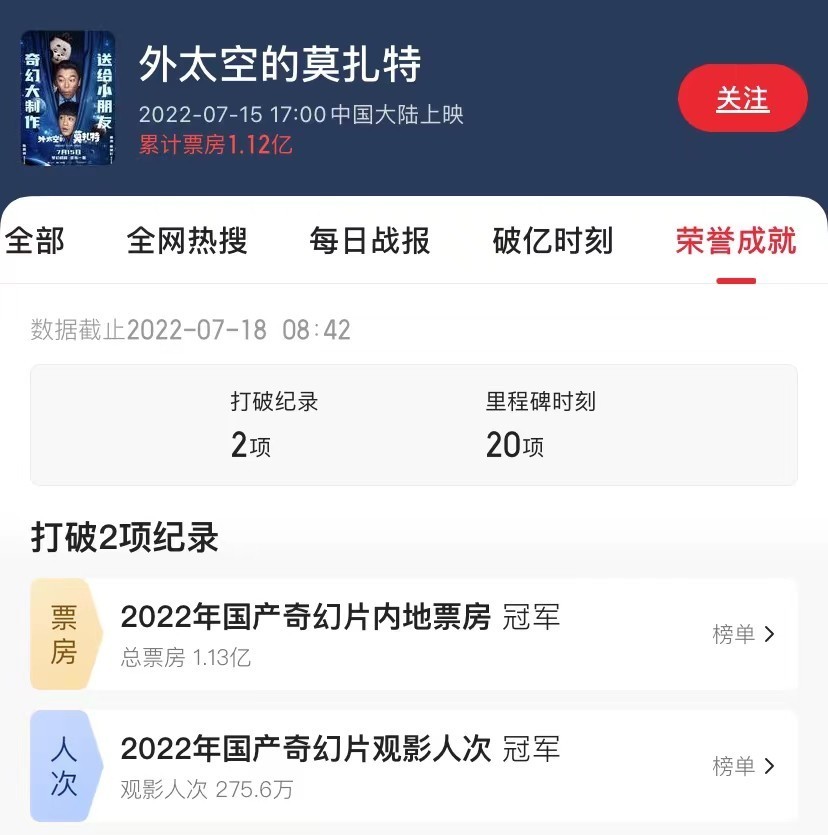 奇幻大制作
送给小朋友
外太空的莫扎特
7月15日
外太空的莫扎特
2022-07-15 17:00中国大陆上映
累计票房1.12亿
关注
全部 全网热搜 每日战报 破亿时刻 荣誉成就
数据截止2022-07-18 08:42
打破纪录 里程碑时刻
2项 20项
打破2项纪录
票房
2022年国产奇幻片内地票房 冠军
总票房 1.13亿
榜单
人次
2022年国产奇幻片观影人次 冠军
观影人次 275.6万
榜单